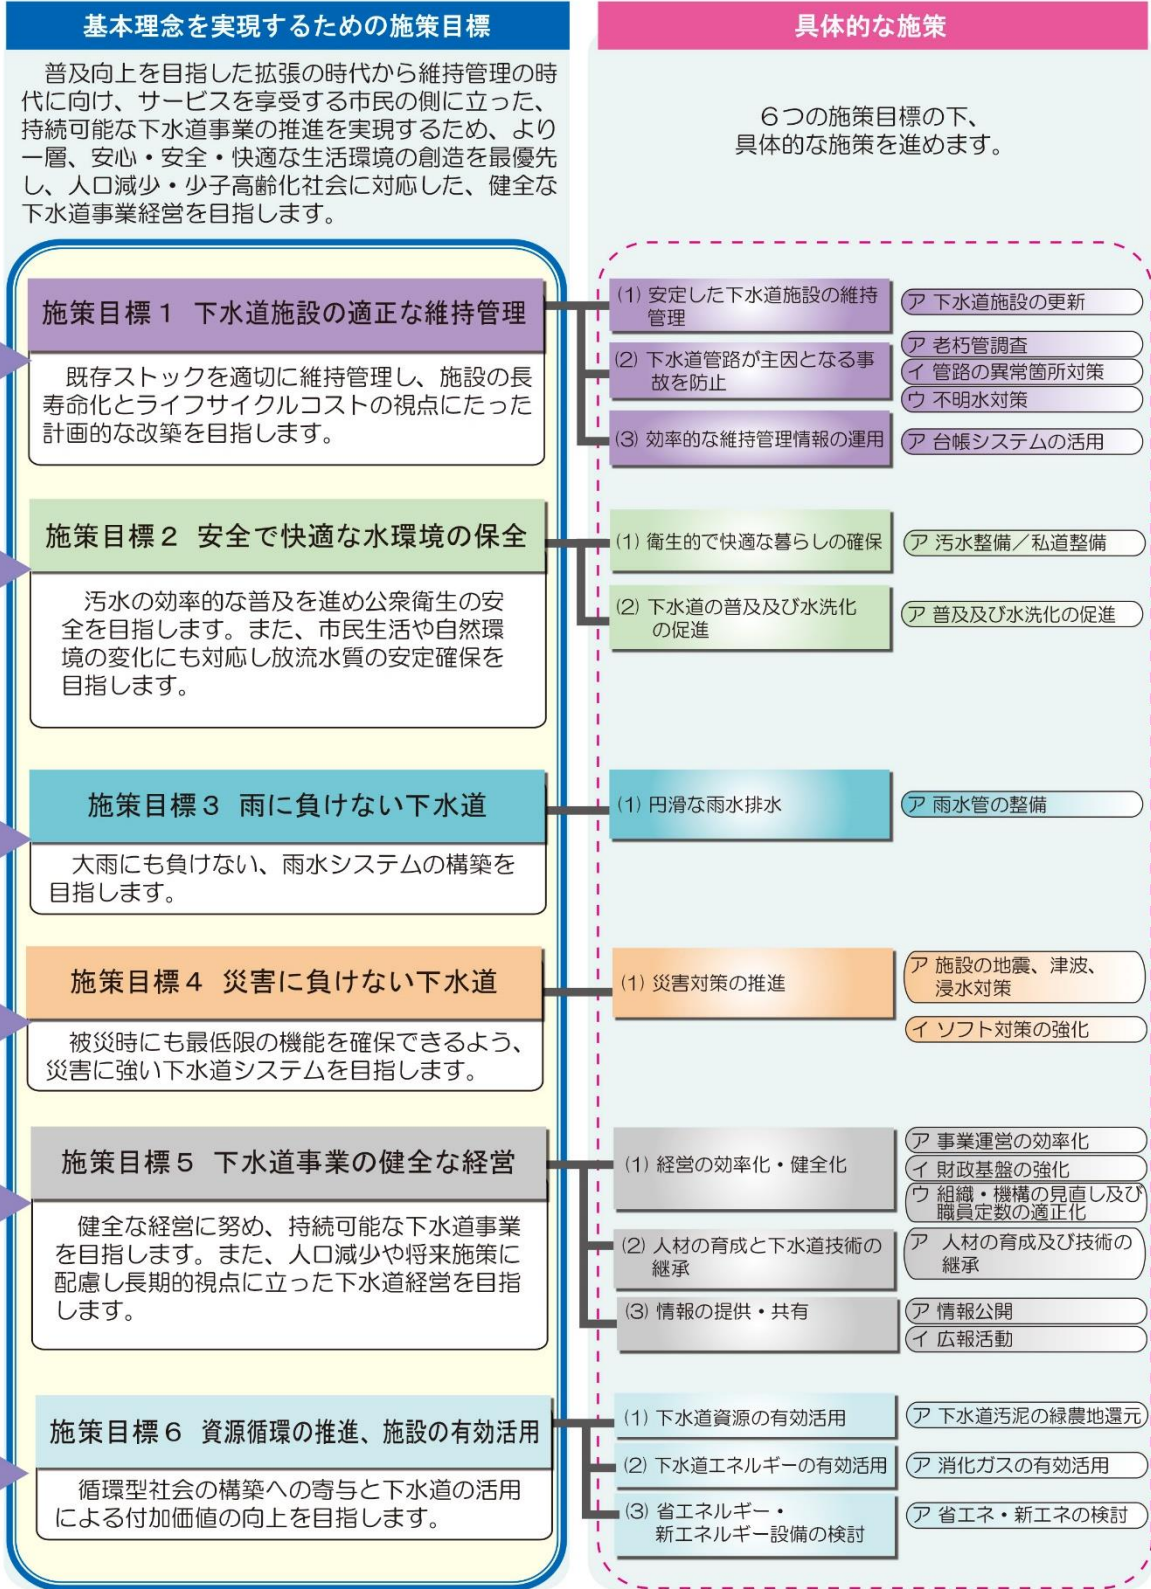 基本理念を実現するための施策目標
普及向上を目指した拡張の時代から維持管理の時
代に向け、サービスを享受する市民の側に立った、
持続可能な下水道事業の推進を実現するため、より
一層、安心・安全・快適な生活環境の創造を最優先
し、人口減少・少子高齢化社会に対応した、健全な
下水道事業経営を目指します。
具体的な施策
6つの施策目標の下、
具体的な施策を進めます。
施策目標1 下水道施設の適正な維持管理
既存ストックを適切に維持管理し、施設の長
寿命化とライフサイクルコストの視点にたった
計画的な改築を目指します。
(1) 安定した下水道施設の維持
管理
ア 下水道施設の更新
(2) 下水道管路が主因となる事
故を防止
ア 老朽管調査
イ 管路の異常箇所対策
ウ 不明水対策
(3) 効率的な維持管理情報の運用
ア 台帳システムの活用
施策目標2 安全で快適な水環境の保全
汚水の効率的な普及を進め公衆衛生の安
全を目指します。また、市民生活や自然環
境の変化にも対応し放流水質の安定確保を
目指します。
(1) 衛生的で快適な暮らしの確保
ア 汚水整備／私道整備
(2) 下水道の普及及び水洗化
の促進
ア 普及及び水洗化の促進
施策目標3 雨に負けない下水道
大雨にも負けない、雨水システムの構築を
目指します。
(1) 円滑な雨水排水
ア 雨水管の整備
施策目標4 災害に負けない下水道
被災時にも最低限の機能を確保できるよう、
災害に強い下水道システムを目指します。
(1) 災害対策の推進
ア 施設の地震、津波、
浸水対策
イ ソフト対策の強化
施策目標5 下水道事業の健全な経営
健全な経営に努め、持続可能な下水道事業
を目指します。また、人口減少や将来施策に
配慮し長期的視点に立った下水道経営を目指
します。
(1) 経営の効率化・健全化
ア 事業運営の効率化
イ 財政基盤の強化
ウ 組織・機構の見直し及び
職員定数の適正化
(2) 人材の育成と下水道技術の
継承
ア 人材の育成及び技術の
継承
(3) 情報の提供・共有
ア 情報公開
イ 広報活動
施策目標6 資源循環の推進、施設の有効活用
循環型社会の構築への寄与と下水道の活用
による付加価値の向上を目指します。
(1) 下水道資源の有効活用
ア 下水道汚泥の緑農地還元
(2) 下水道エネルギーの有効活用
ア 消化ガスの有効活用
(3) 省エネルギー・
新エネルギー設備の検討
ア 省エネ・新エネの検討